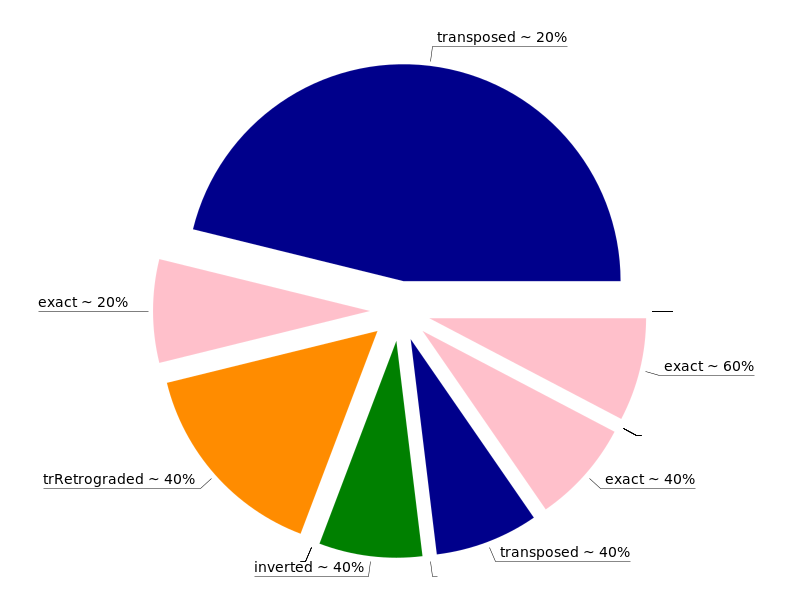 transposed ~ 20%
exact ~ 20%
exact ~ 60%
trRetrograded ~ 40%
exact ~ 40%
transposed ~ 40%
inverted ~ 40%